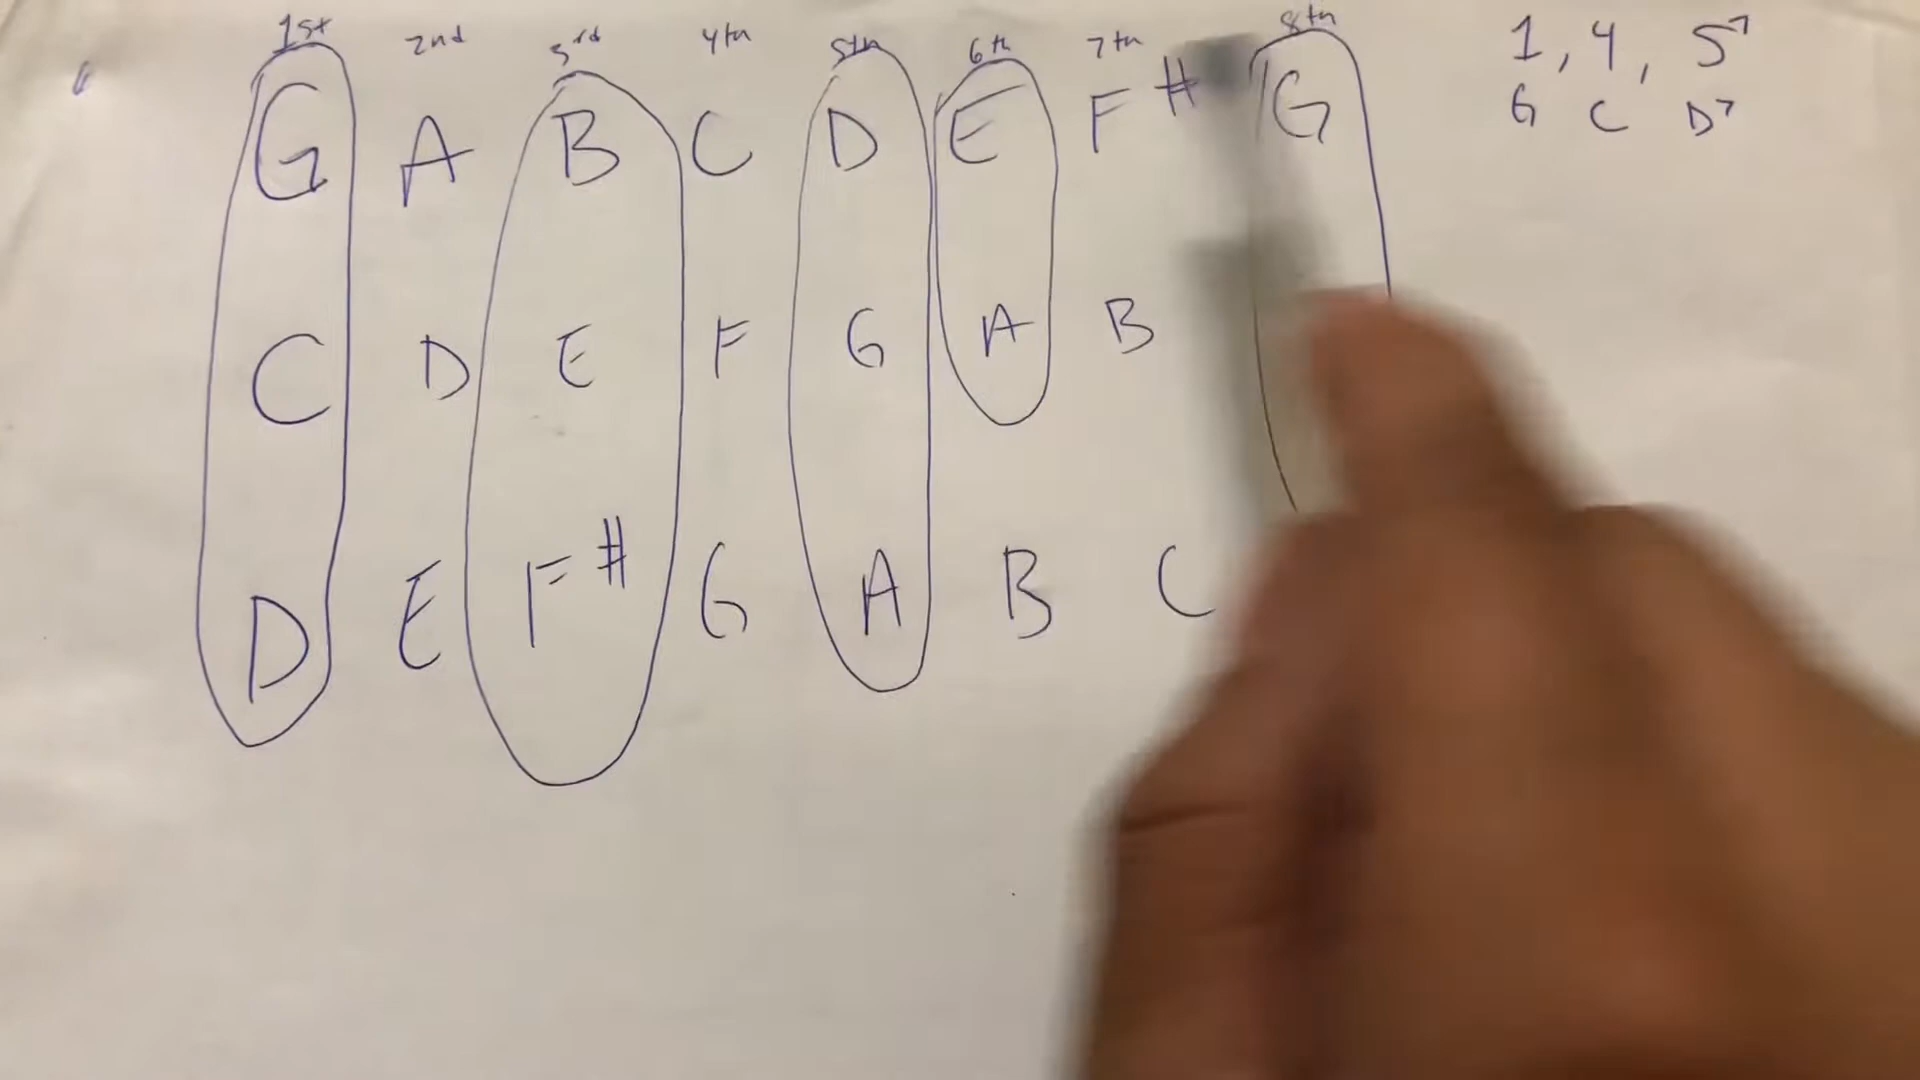 1st 2nd 3rd 4th 5th 6th 7th 8th
G A B C D E F# G
C D E F G A B
D E F# G A B C
1, 4, 57
G C D7